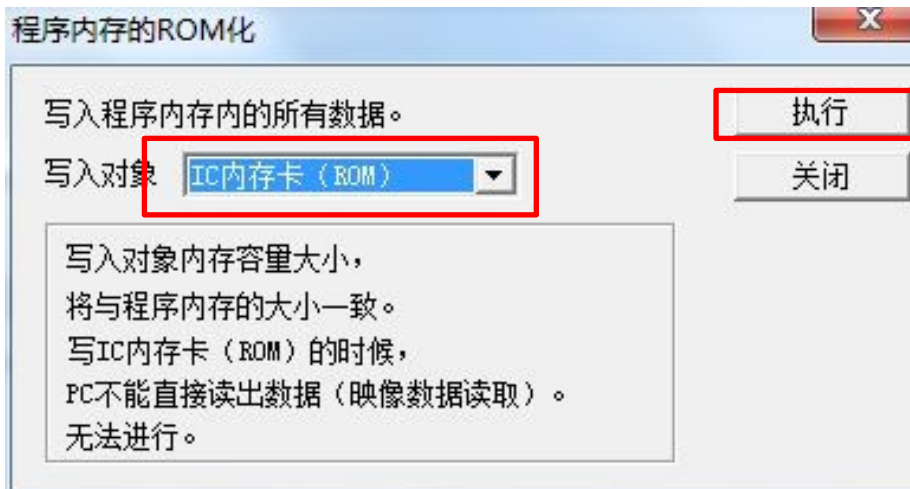 程序内存的ROM化
写入程序内存内的所有数据。
执行
写入对象 IC内存卡（ROM）
关闭
写入对象内存容量大小，
将与程序内存的大小一致。
写IC内存卡（ROM）的时候，
PC不能直接读出数据（映像数据读取）。
无法进行。